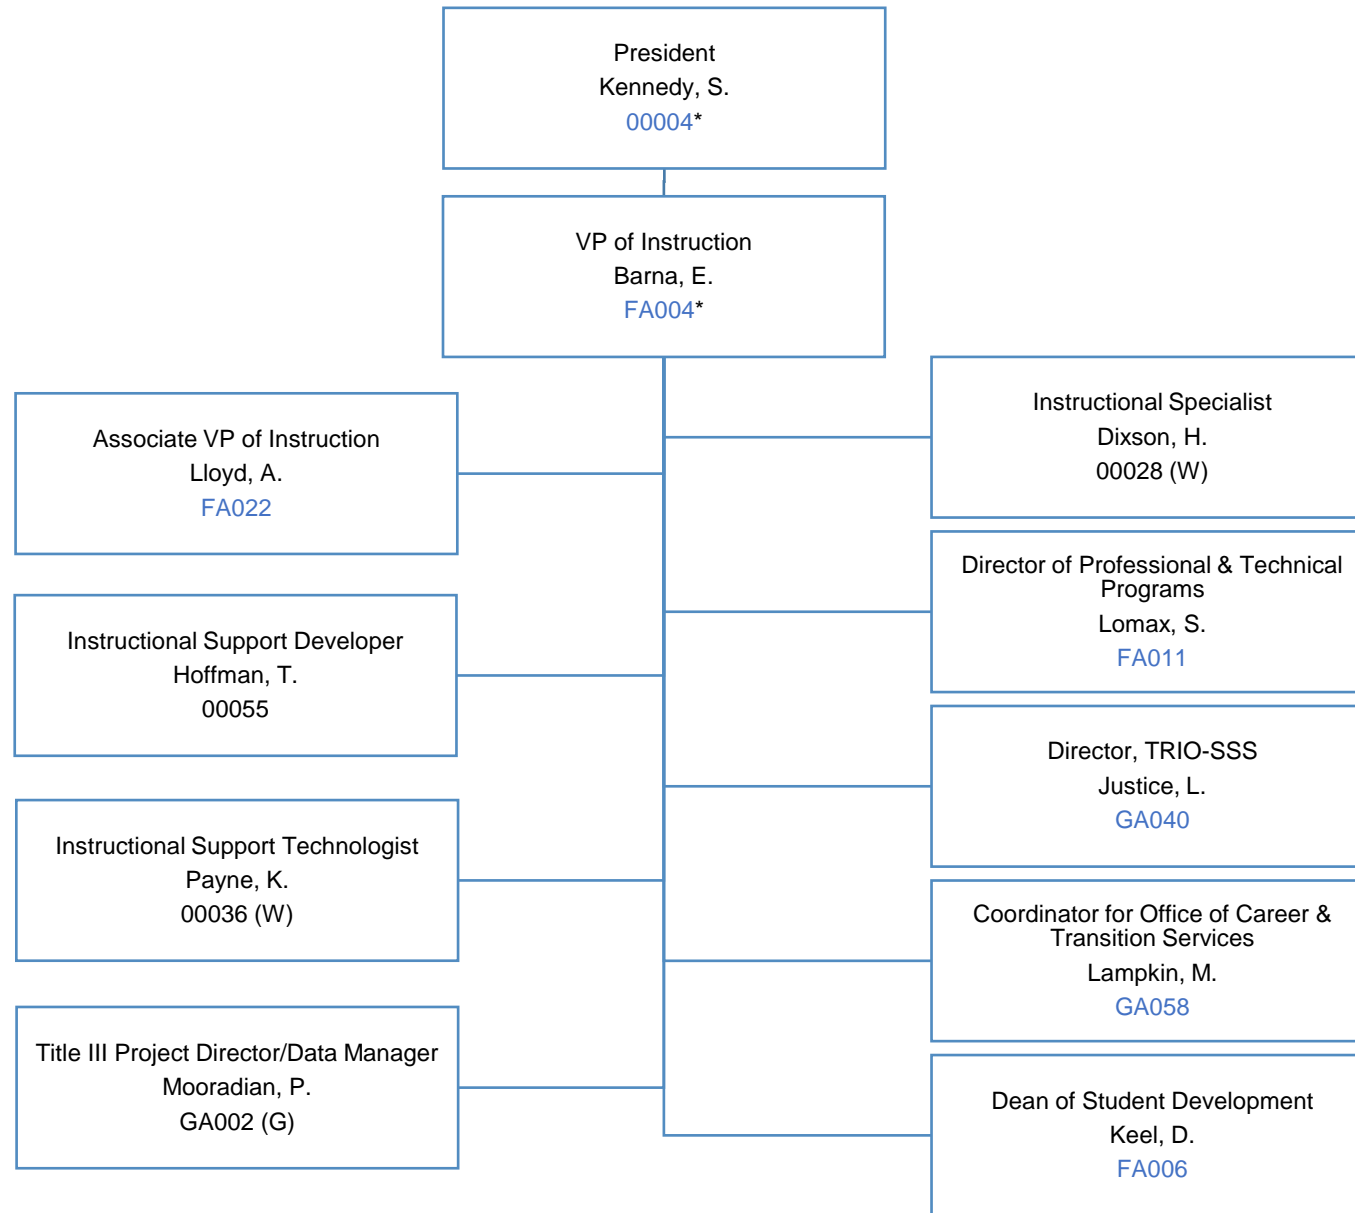 President
Kennedy, S.
00004*
VP of Instruction
Barna, E.
FA004*
Associate VP of Instruction
Lloyd, A.
FA022
Instructional Support Developer
Hoffman, T.
00055
Instructional Support Technologist
Payne, K.
00036 (W)
Title III Project Director/Data Manager
Mooradian, P.
GA002 (G)
Instructional Specialist
Dixson, H.
00028 (W)
Director of Professional & Technical
Programs
Lomax, S.
FA011
Director, TRIO-SSS
Justice, L.
GA040
Coordinator for Office of Career &
Transition Services
Lampkin, M.
GA058
Dean of Student Development
Keel, D.
FA006